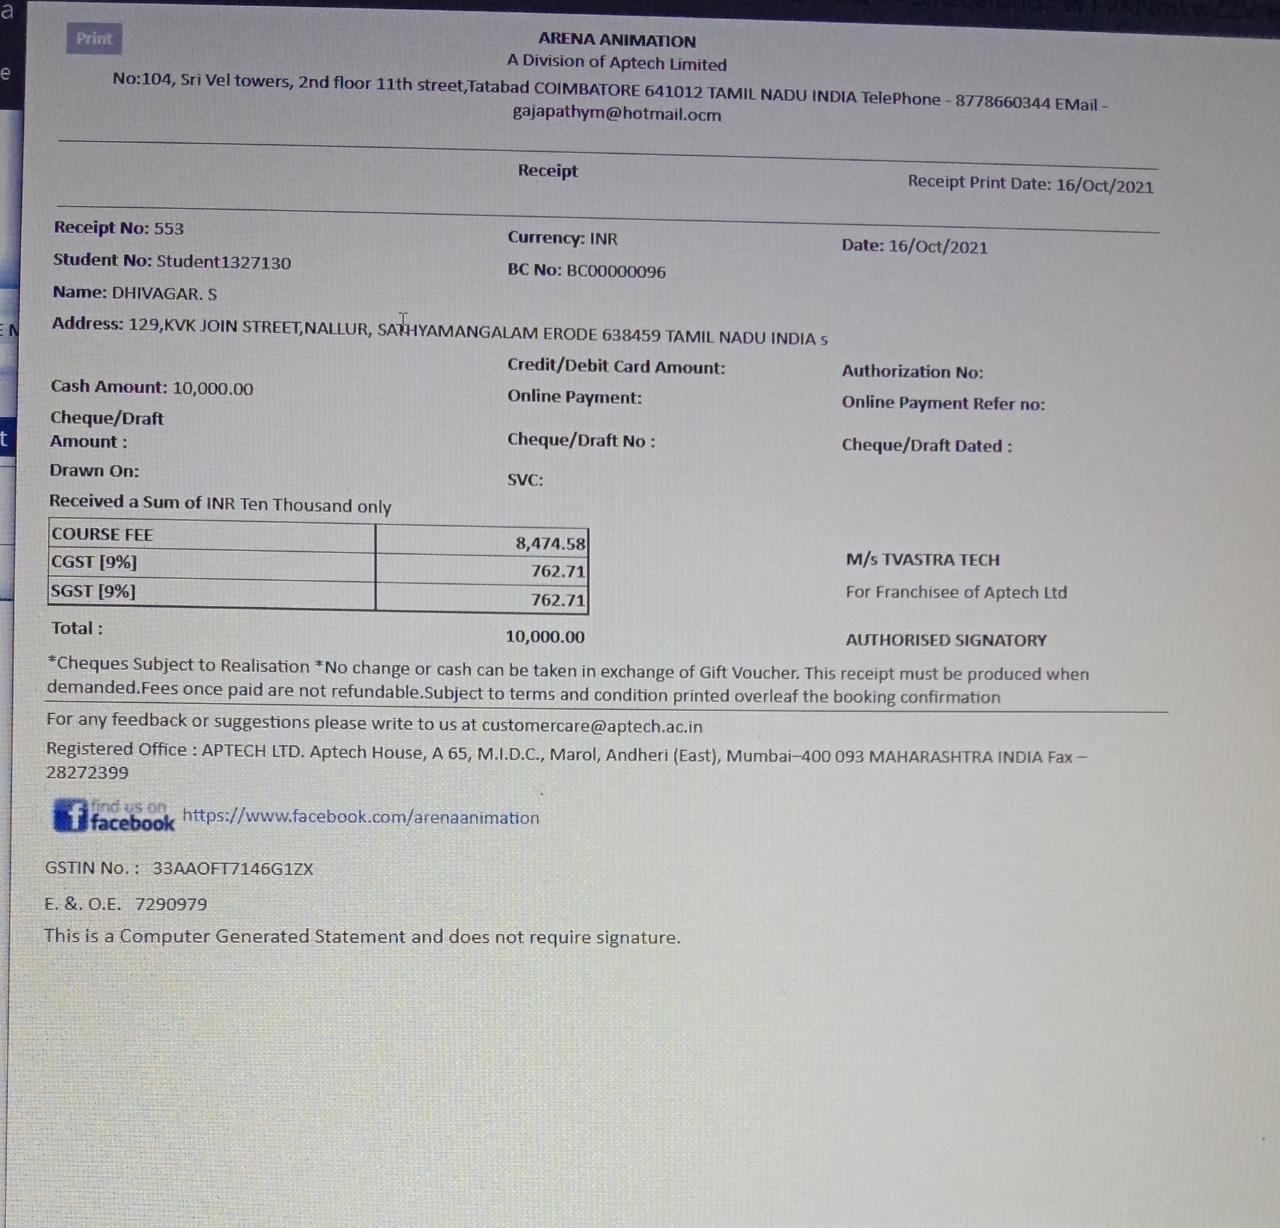 Print
ARENA ANIMATION
A Division of Aptech Limited
No:104, Sri Vel towers, 2nd floor 11th street,Tatabad COIMBATORE 641012 TAMIL NADU INDIA TelePhone - 8778660344 EMail -
gajapathym@hotmail.ocm
Receipt
Receipt Print Date: 16/Oct/2021
Receipt No: 553 Currency: INR Date: 16/Oct/2021
Student No: Student1327130 BC No: BC00000096
Name: DHIVAGAR. S
Address: 129,KVK JOIN STREET,NALLUR, SATHYAMANGALAM ERODE 638459 TAMIL NADU INDIA s
Credit/Debit Card Amount: Authorization No:
Cash Amount: 10,000.00 Online Payment: Online Payment Refer no:
Cheque/Draft
Amount : Cheque/Draft No : Cheque/Draft Dated :
Drawn On: SVC:
Received a Sum of INR Ten Thousand only
COURSE FEE 8,474.58
CGST [9%] 762.71
SGST [9%] 762.71
Total : 10,000.00
M/s TVASTRA TECH
For Franchisee of Aptech Ltd
AUTHORISED SIGNATORY
*Cheques Subject to Realisation *No change or cash can be taken in exchange of Gift Voucher. This receipt must be produced when
demanded.Fees once paid are not refundable.Subject to terms and condition printed overleaf the booking confirmation
For any feedback or suggestions please write to us at customercare@aptech.ac.in
Registered Office : APTECH LTD. Aptech House, A 65, M.I.D.C., Marol, Andheri (East), Mumbai–400 093 MAHARASHTRA INDIA Fax –
28272399
find us on
facebook https://www.facebook.com/arenaanimation
GSTIN No. : 33AAOFT7146G1ZX
E. &. O.E. 7290979
This is a Computer Generated Statement and does not require signature.